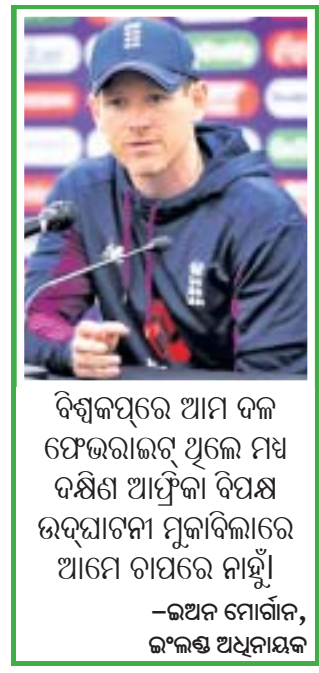 ବିଶ୍ୱକପ୍‌ରେ ଆମ ଦଳ
ଫେଭରାଇଟ୍ ଥିଲେ ମଧ୍ୟ
ଦକ୍ଷିଣ ଆଫ୍ରିକା ବିପକ୍ଷ
ଉଦ୍‌ଘାଟନୀ ମୁକାବିଲାରେ
ଆମେ ଚାପରେ ନାହୁଁ।
–ଇଅନ ମୋର୍ଗାନ,
ଇଂଲଣ୍ଡ ଅଧିନାୟକ